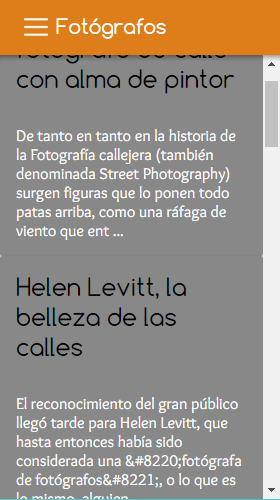 Fotógrafos
fotógrafo de calle
con alma de pintor
De tanto en tanto en la historia de
la Fotografía callejera (también
denominada Street Photography)
surgen figuras que lo ponen todo
patas arriba, como una ráfaga de
viento que ent ...
Helen Levitt, la
belleza de las
calles
El reconocimiento del gran público
llegó tarde para Helen Levitt, que
hasta entonces había sido
considerada una &#8220;fotógrafa
de fotógrafos&#8221;, o lo que es
lo mismo, alguien